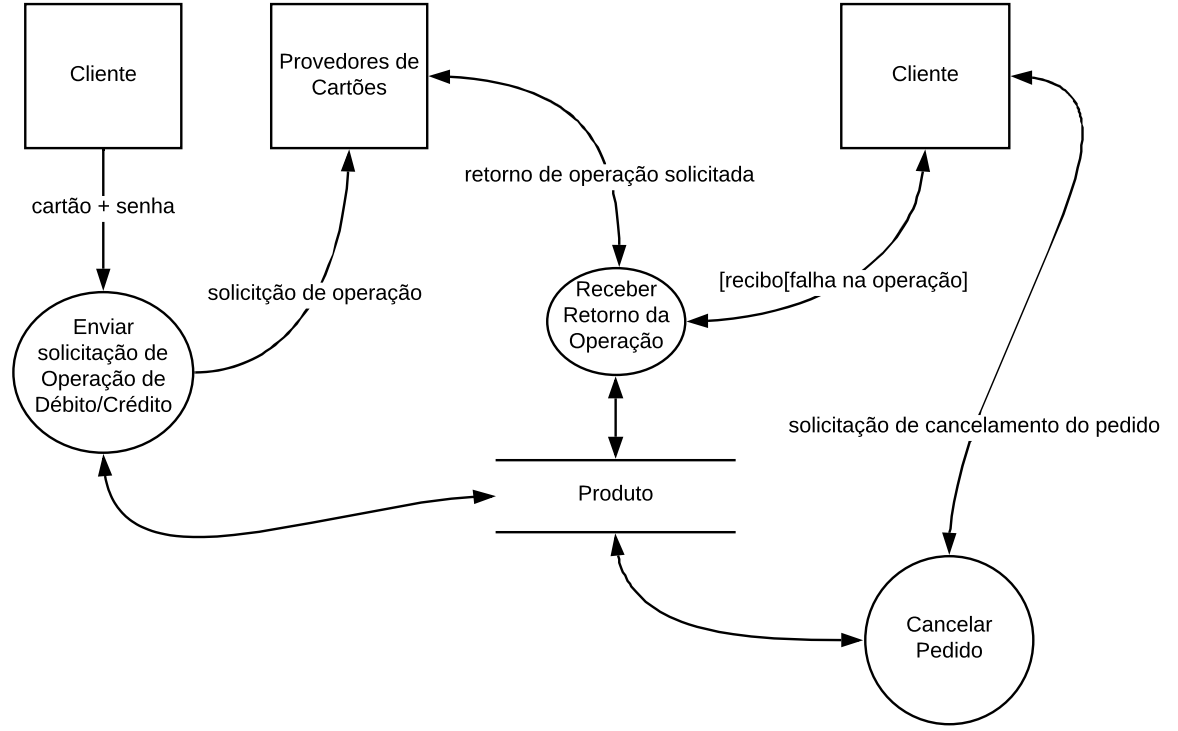 Cliente
Provedores de
Cartões
Cliente
retorno de operação solicitada
cartão + senha
[recibo[falha na operação]
solicitção de operação
Receber
Retorno da
Operação
Enviar
solicitação de
Operação de
Débito/Crédito
solicitação de cancelamento do pedido
Produto
Cancelar
Pedido